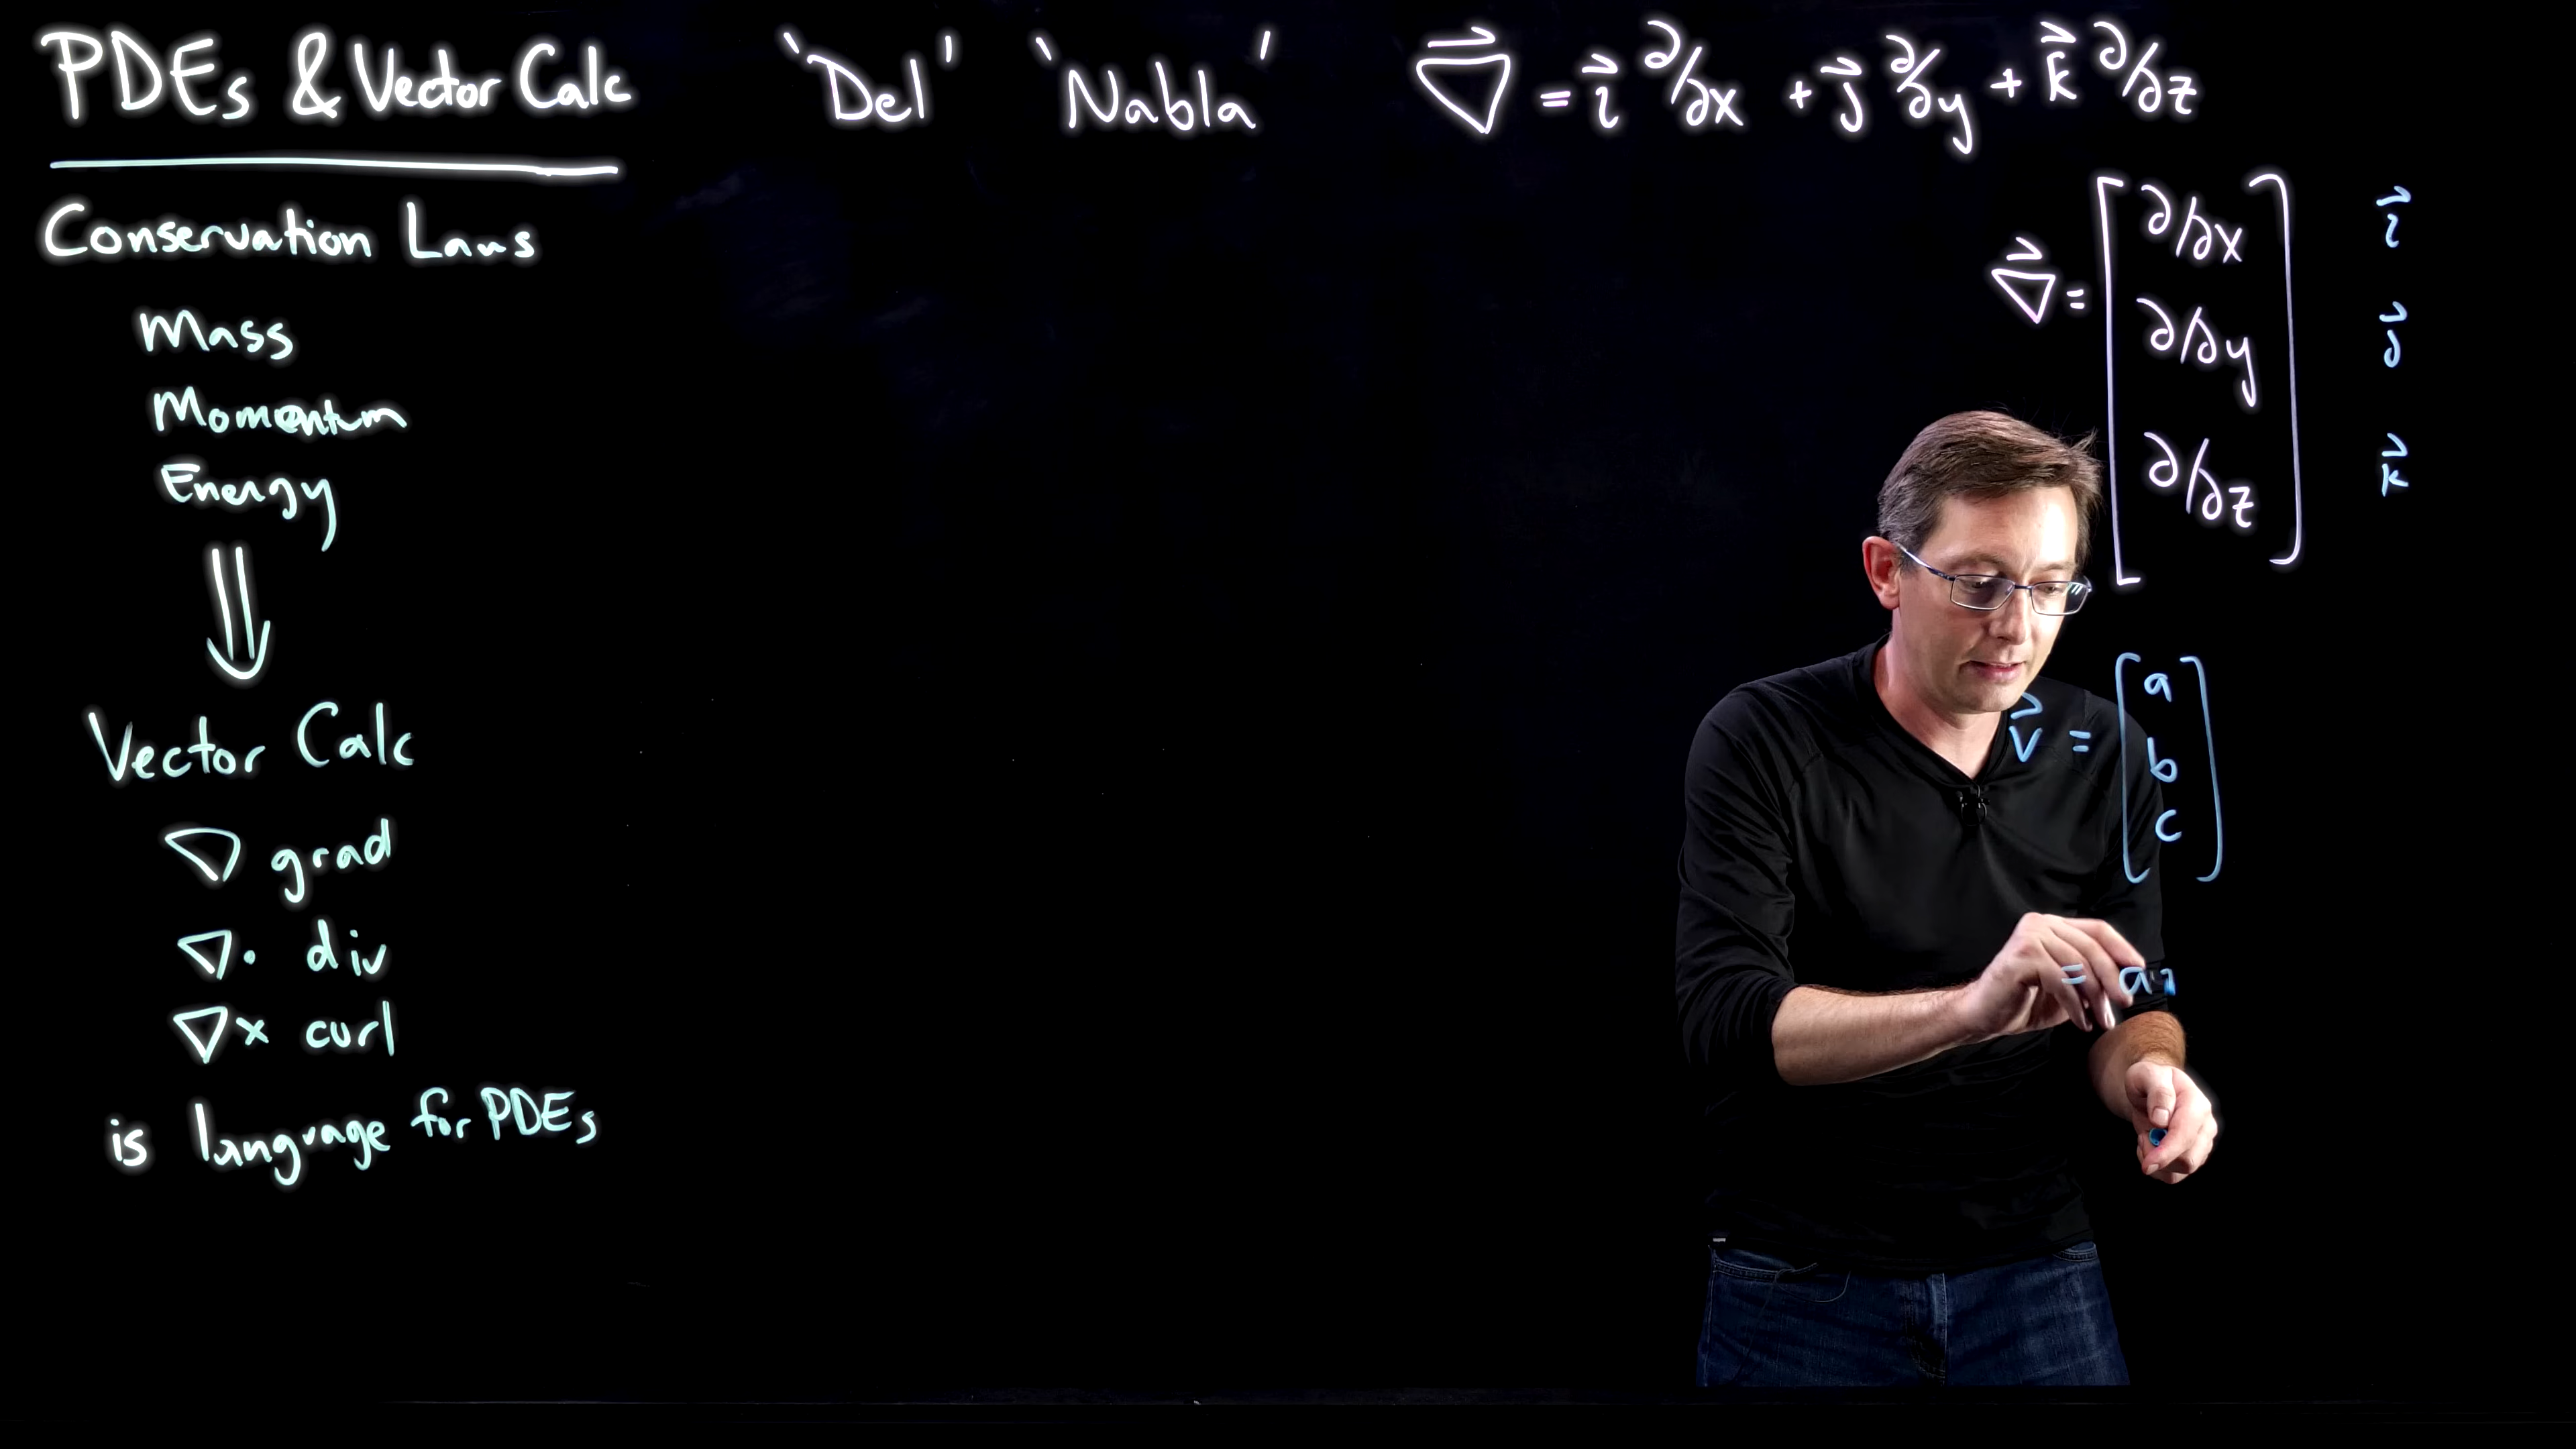 PDEs & Vector Calc
'Del' 'Nabla' ∇⃗ = i⃗ ∂/∂x + j⃗ ∂/∂y + k⃗ ∂/∂z
Conservation Laws
Mass
Momentum
Energy
⇓
Vector Calc
∇ grad
∇· div
∇× curl
is language for PDEs
∇⃗ = [
∂/∂x i⃗
∂/∂y j⃗
∂/∂z k⃗
]
v⃗ = [
a
b
c
]
= a